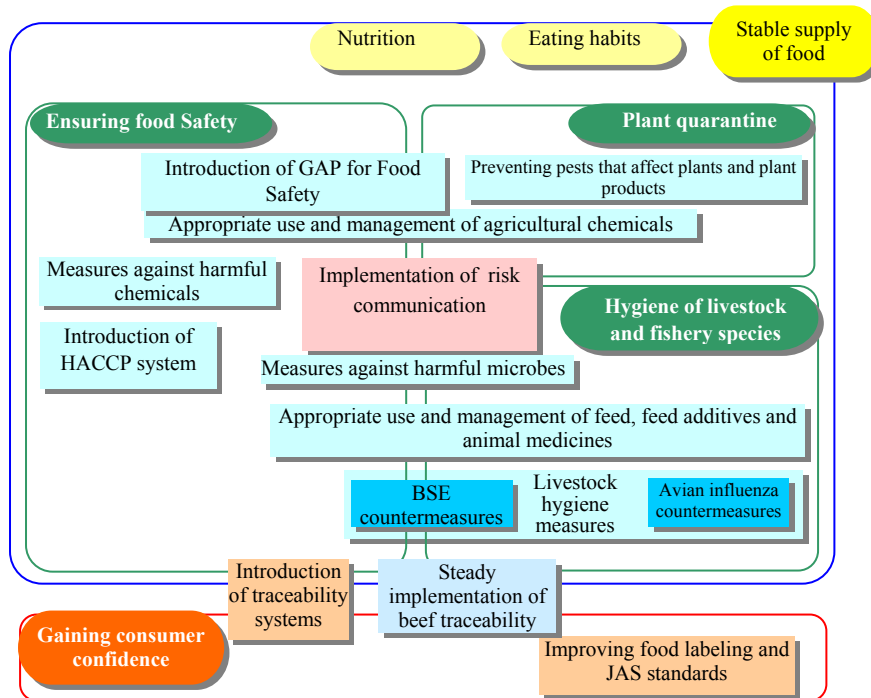 Nutrition
Eating habits
Stable supply
of food
Ensuring food Safety
Plant quarantine
Introduction of GAP for Food
Safety
Preventing pests that affect plants and plant
products
Appropriate use and management of agricultural chemicals
Measures against harmful
chemicals
Implementation of risk
communication
Hygiene of livestock
and fishery species
Introduction of
HACCP system
Measures against harmful microbes
Appropriate use and management of feed, feed additives and
animal medicines
BSE
countermeasures
Livestock
hygiene
measures
Avian influenza
countermeasures
Introduction
of traceability
systems
Steady
implementation of
beef traceability
Gaining consumer
confidence
Improving food labeling and
JAS standards